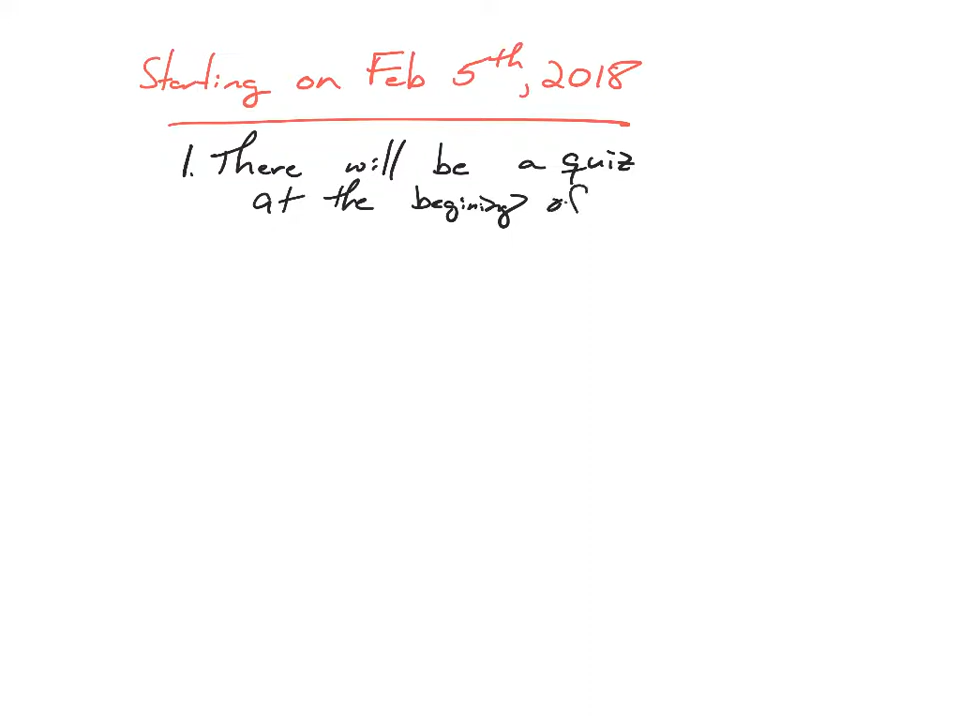 Starting on Feb 5th, 2018
1. There will be a quiz
at the begining of